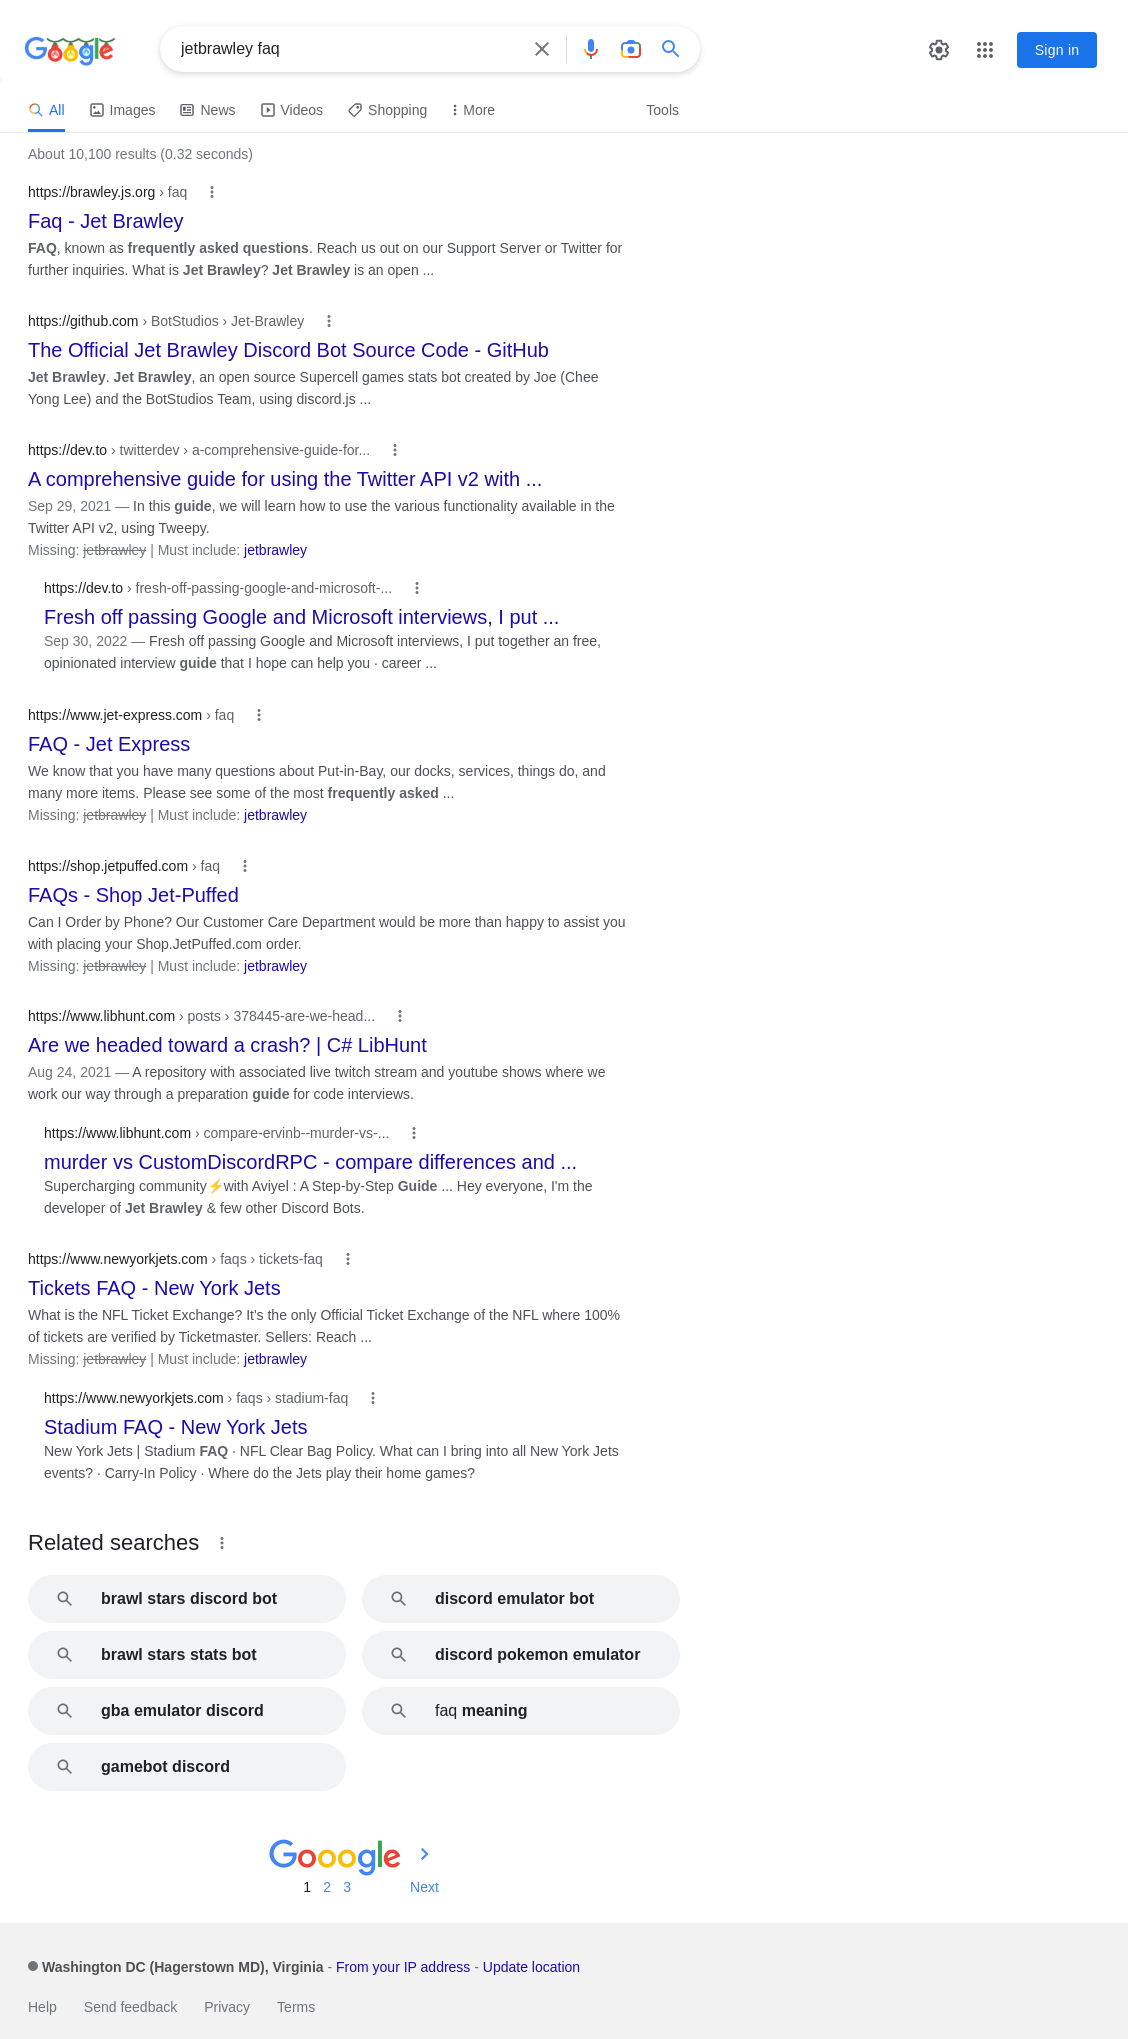 Google
jetbrawley faq
Sign in
All Images News Videos Shopping More Tools
About 10,100 results (0.32 seconds)
https://brawley.js.org › faq
Faq - Jet Brawley
FAQ, known as frequently asked questions. Reach us out on our Support Server or Twitter for
further inquiries. What is Jet Brawley? Jet Brawley is an open ...
https://github.com › BotStudios › Jet-Brawley
The Official Jet Brawley Discord Bot Source Code - GitHub
Jet Brawley. Jet Brawley, an open source Supercell games stats bot created by Joe (Chee
Yong Lee) and the BotStudios Team, using discord.js ...
https://dev.to › twitterdev › a-comprehensive-guide-for...
A comprehensive guide for using the Twitter API v2 with ...
Sep 29, 2021 — In this guide, we will learn how to use the various functionality available in the
Twitter API v2, using Tweepy.
Missing: jetbrawley | Must include: jetbrawley
https://dev.to › fresh-off-passing-google-and-microsoft-...
Fresh off passing Google and Microsoft interviews, I put ...
Sep 30, 2022 — Fresh off passing Google and Microsoft interviews, I put together an free,
opinionated interview guide that I hope can help you · career ...
https://www.jet-express.com › faq
FAQ - Jet Express
We know that you have many questions about Put-in-Bay, our docks, services, things do, and
many more items. Please see some of the most frequently asked ...
Missing: jetbrawley | Must include: jetbrawley
https://shop.jetpuffed.com › faq
FAQs - Shop Jet-Puffed
Can I Order by Phone? Our Customer Care Department would be more than happy to assist you
with placing your Shop.JetPuffed.com order.
Missing: jetbrawley | Must include: jetbrawley
https://www.libhunt.com › posts › 378445-are-we-head...
Are we headed toward a crash? | C# LibHunt
Aug 24, 2021 — A repository with associated live twitch stream and youtube shows where we
work our way through a preparation guide for code interviews.
https://www.libhunt.com › compare-ervinb--murder-vs-...
murder vs CustomDiscordRPC - compare differences and ...
Supercharging community⚡with Aviyel : A Step-by-Step Guide ... Hey everyone, I'm the
developer of Jet Brawley & few other Discord Bots.
https://www.newyorkjets.com › faqs › tickets-faq
Tickets FAQ - New York Jets
What is the NFL Ticket Exchange? It's the only Official Ticket Exchange of the NFL where 100%
of tickets are verified by Ticketmaster. Sellers: Reach ...
Missing: jetbrawley | Must include: jetbrawley
https://www.newyorkjets.com › faqs › stadium-faq
Stadium FAQ - New York Jets
New York Jets | Stadium FAQ · NFL Clear Bag Policy. What can I bring into all New York Jets
events? · Carry-In Policy · Where do the Jets play their home games?
Related searches
brawl stars discord bot
discord emulator bot
brawl stars stats bot
discord pokemon emulator
gba emulator discord
faq meaning
gamebot discord
Gooogle
1 2 3 Next
Washington DC (Hagerstown MD), Virginia - From your IP address - Update location
Help Send feedback Privacy Terms